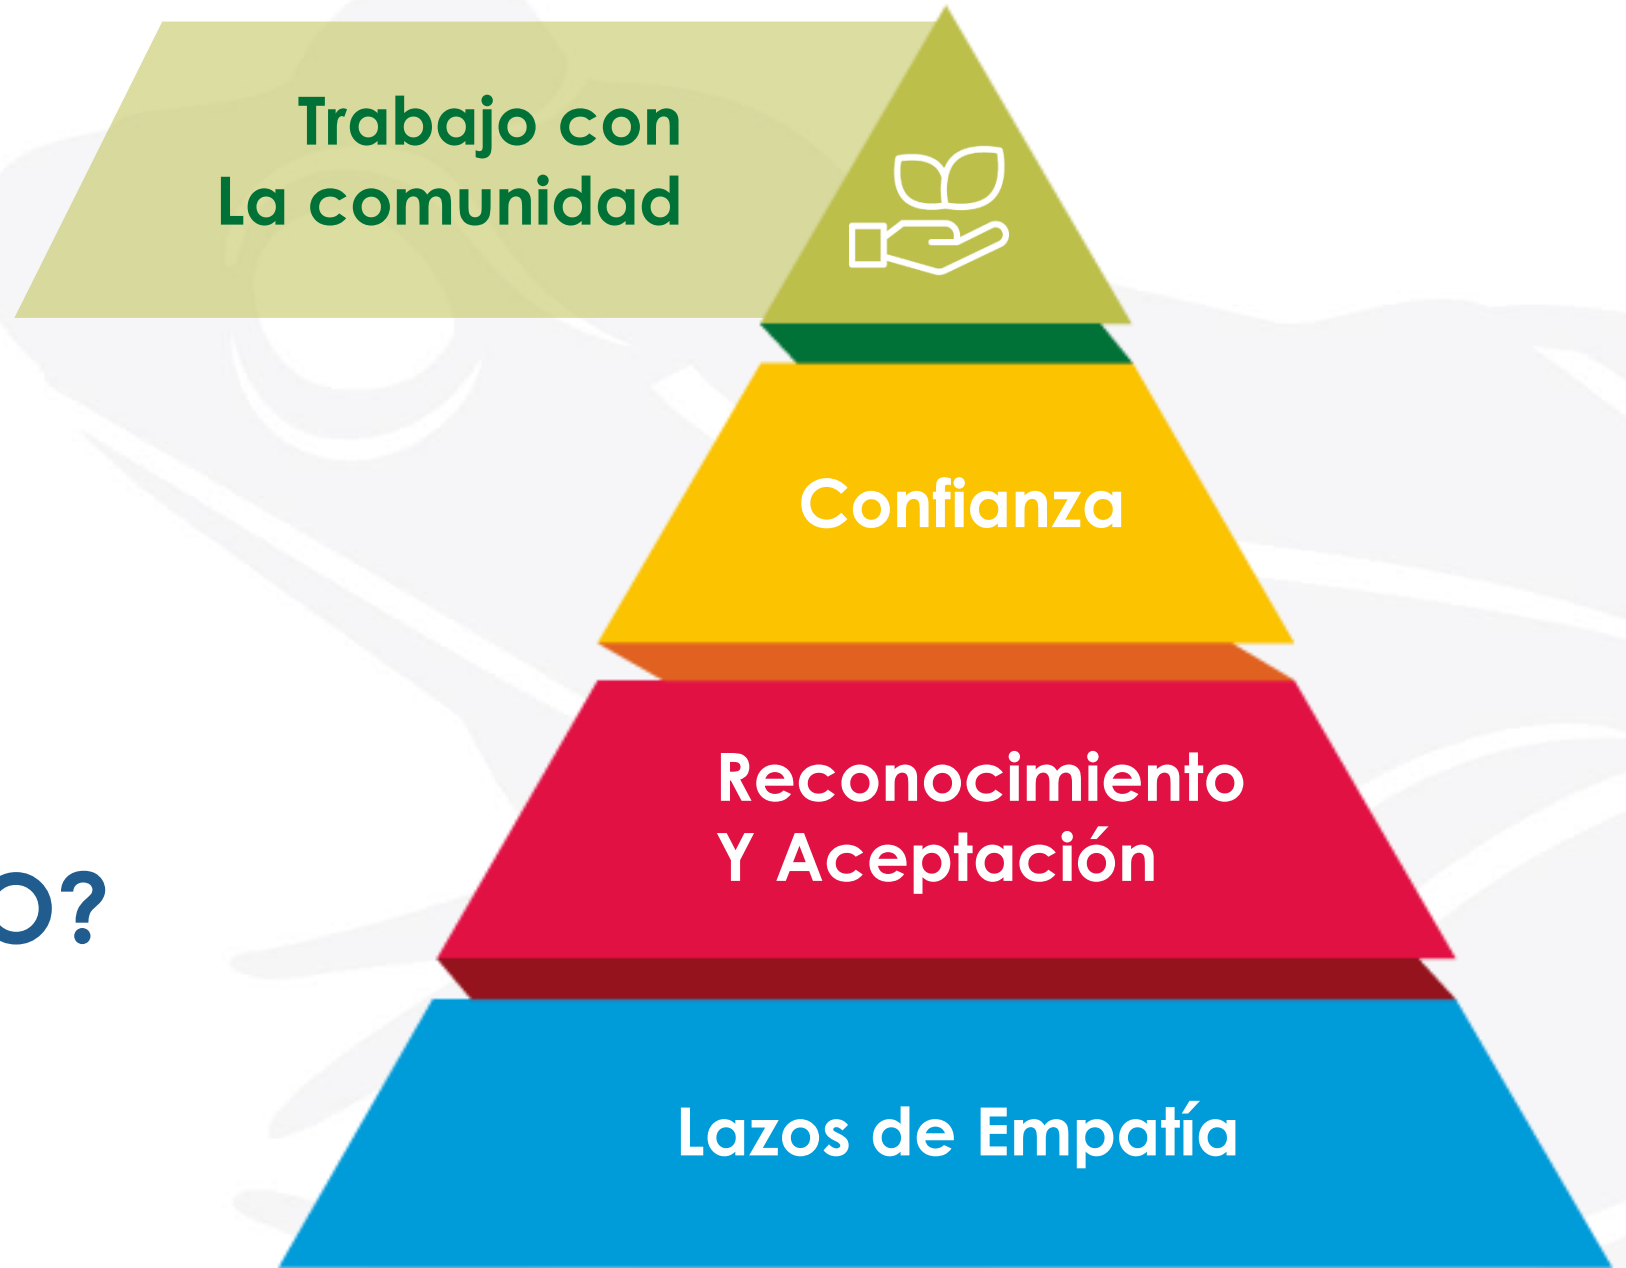 Trabajo con
La comunidad
Confianza
Reconocimiento
Y Aceptación
O?
Lazos de Empatía